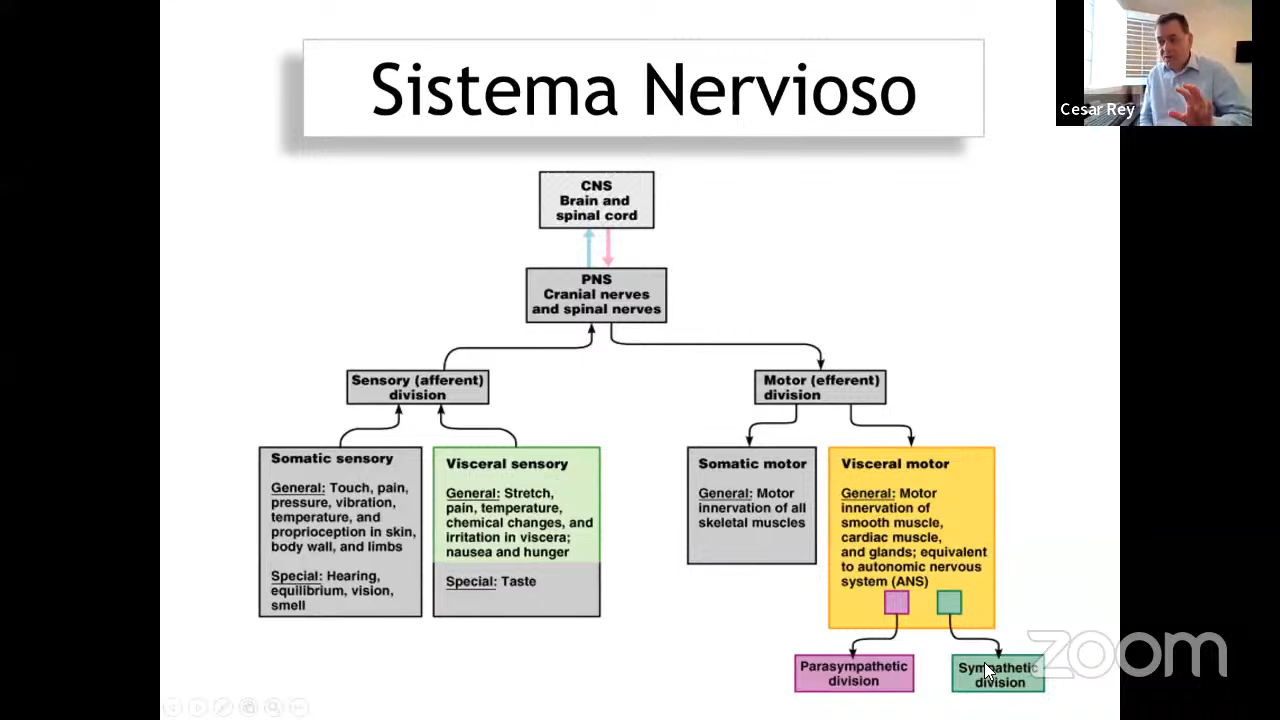 Sistema Nervioso
Cesar Rey
CNS
Brain and
spinal cord
PNS
Cranial nerves
and spinal nerves
Sensory (afferent)
division
Motor (efferent)
division
Somatic sensory
General: Touch, pain,
pressure, vibration,
temperature, and
proprioception in skin,
body wall, and limbs
Special: Hearing,
equilibrium, vision,
smell
Visceral sensory
General: Stretch,
pain, temperature,
chemical changes, and
irritation in viscera;
nausea and hunger
Special: Taste
Somatic motor
General: Motor
innervation of all
skeletal muscles
Visceral motor
General: Motor
innervation of
smooth muscle,
cardiac muscle,
and glands; equivalent
to autonomic nervous
system (ANS)
Parasympathetic
division
Sympathetic
division
zoom